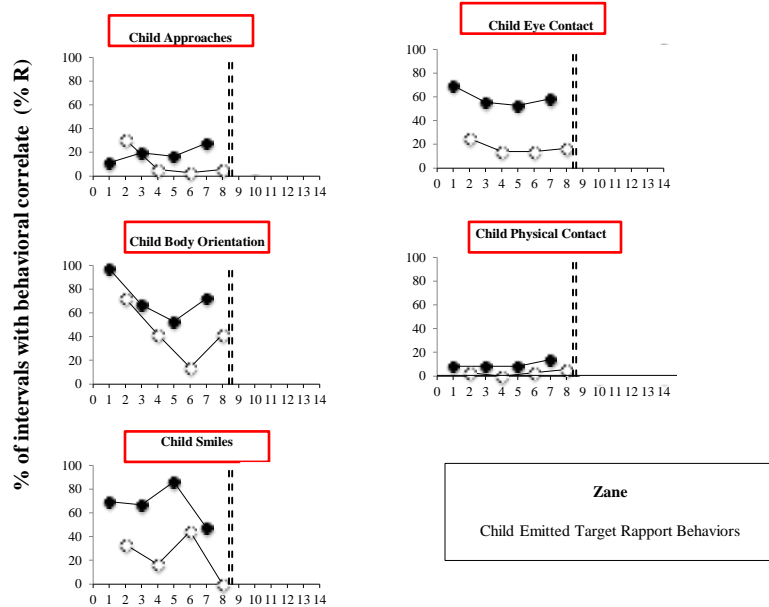 % of intervals with behavioral correlate (% R)
Child Approaches
100
80
60
40
20
0
0 1 2 3 4 5 6 7 8 9 10 11 12 13 14
Child Eye Contact
100
80
60
40
20
0
0 1 2 3 4 5 6 7 8 9 10 11 12 13 14
Child Body Orientation
100
80
60
40
20
0
0 1 2 3 4 5 6 7 8 9 10 11 12 13 14
Child Physical Contact
100
80
60
40
20
0
0 1 2 3 4 5 6 7 8 9 10 11 12 13 14
Child Smiles
100
80
60
40
20
0
0 1 2 3 4 5 6 7 8 9 10 11 12 13 14
Zane
Child Emitted Target Rapport Behaviors